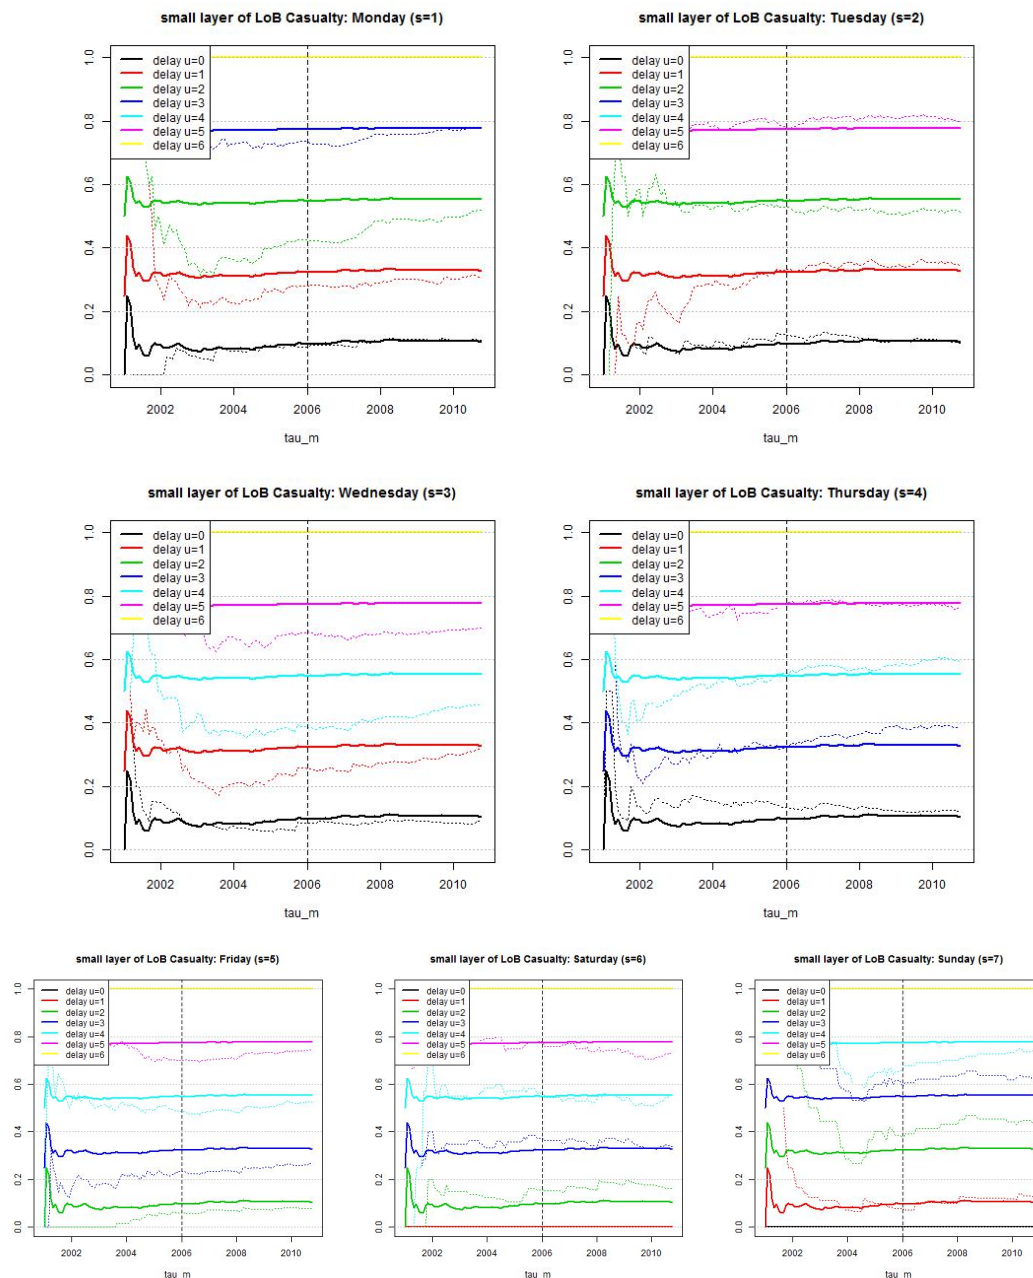 small layer of LoB Casualty: Monday (s=1)
1.0
0.8
0.6
0.4
0.2
0.0
delay u=0
delay u=1
delay u=2
delay u=3
delay u=4
delay u=5
delay u=6
2002 2004 2006 2008 2010
tau_m
small layer of LoB Casualty: Tuesday (s=2)
1.0
0.8
0.6
0.4
0.2
0.0
delay u=0
delay u=1
delay u=2
delay u=3
delay u=4
delay u=5
delay u=6
2002 2004 2006 2008 2010
tau_m
small layer of LoB Casualty: Wednesday (s=3)
1.0
0.8
0.6
0.4
0.2
0.0
delay u=0
delay u=1
delay u=2
delay u=3
delay u=4
delay u=5
delay u=6
2002 2004 2006 2008 2010
tau_m
small layer of LoB Casualty: Thursday (s=4)
1.0
0.8
0.6
0.4
0.2
0.0
delay u=0
delay u=1
delay u=2
delay u=3
delay u=4
delay u=5
delay u=6
2002 2004 2006 2008 2010
tau_m
small layer of LoB Casualty: Friday (s=5)
1.0
0.8
0.6
0.4
0.2
0.0
delay u=0
delay u=1
delay u=2
delay u=3
delay u=4
delay u=5
delay u=6
2002 2004 2006 2008 2010
tau_m
small layer of LoB Casualty: Saturday (s=6)
1.0
0.8
0.6
0.4
0.2
0.0
delay u=0
delay u=1
delay u=2
delay u=3
delay u=4
delay u=5
delay u=6
2002 2004 2006 2008 2010
tau_m
small layer of LoB Casualty: Sunday (s=7)
1.0
0.8
0.6
0.4
0.2
0.0
delay u=0
delay u=1
delay u=2
delay u=3
delay u=4
delay u=5
delay u=6
2002 2004 2006 2008 2010
tau_m